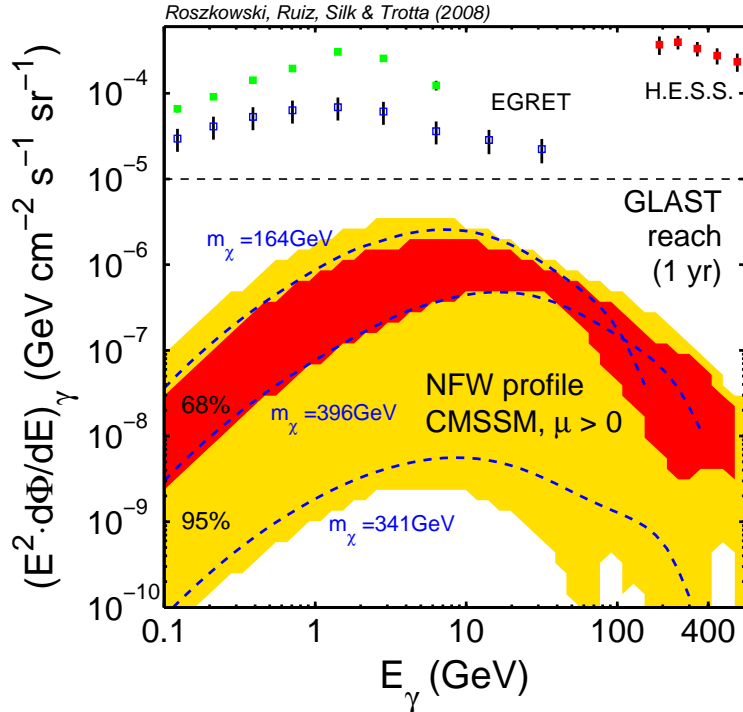 Roszkowski, Ruiz, Silk & Trotta (2008)
EGRET
H.E.S.S.
GLAST
reach
(1 yr)
m_χ =164GeV
68%
m_χ =396GeV
NFW profile
CMSSM, μ > 0
95%
m_χ =341GeV
(E²·dΦ/dE)_γ (GeV cm⁻² s⁻¹ sr⁻¹)
10⁻⁴
10⁻⁵
10⁻⁶
10⁻⁷
10⁻⁸
10⁻⁹
10⁻¹⁰
0.1 1 10 100 400
E_γ (GeV)